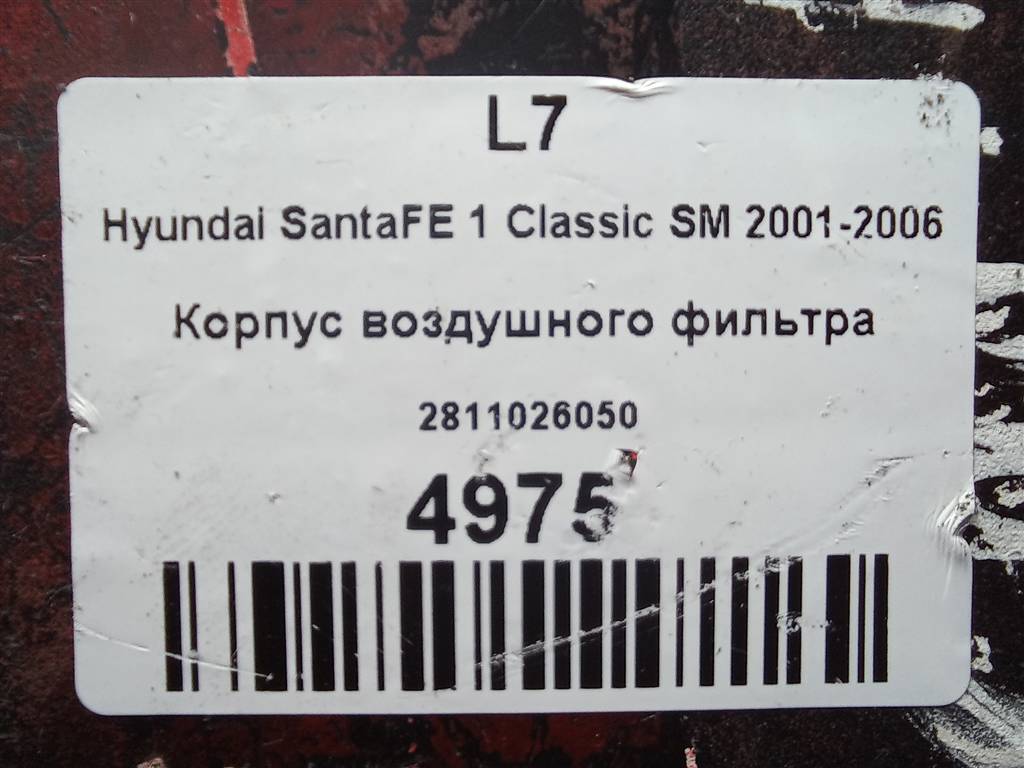 L7
Hyundai SantaFE 1 Classic SM 2001-2006
Корпус воздушного фильтра
2811026050
4975